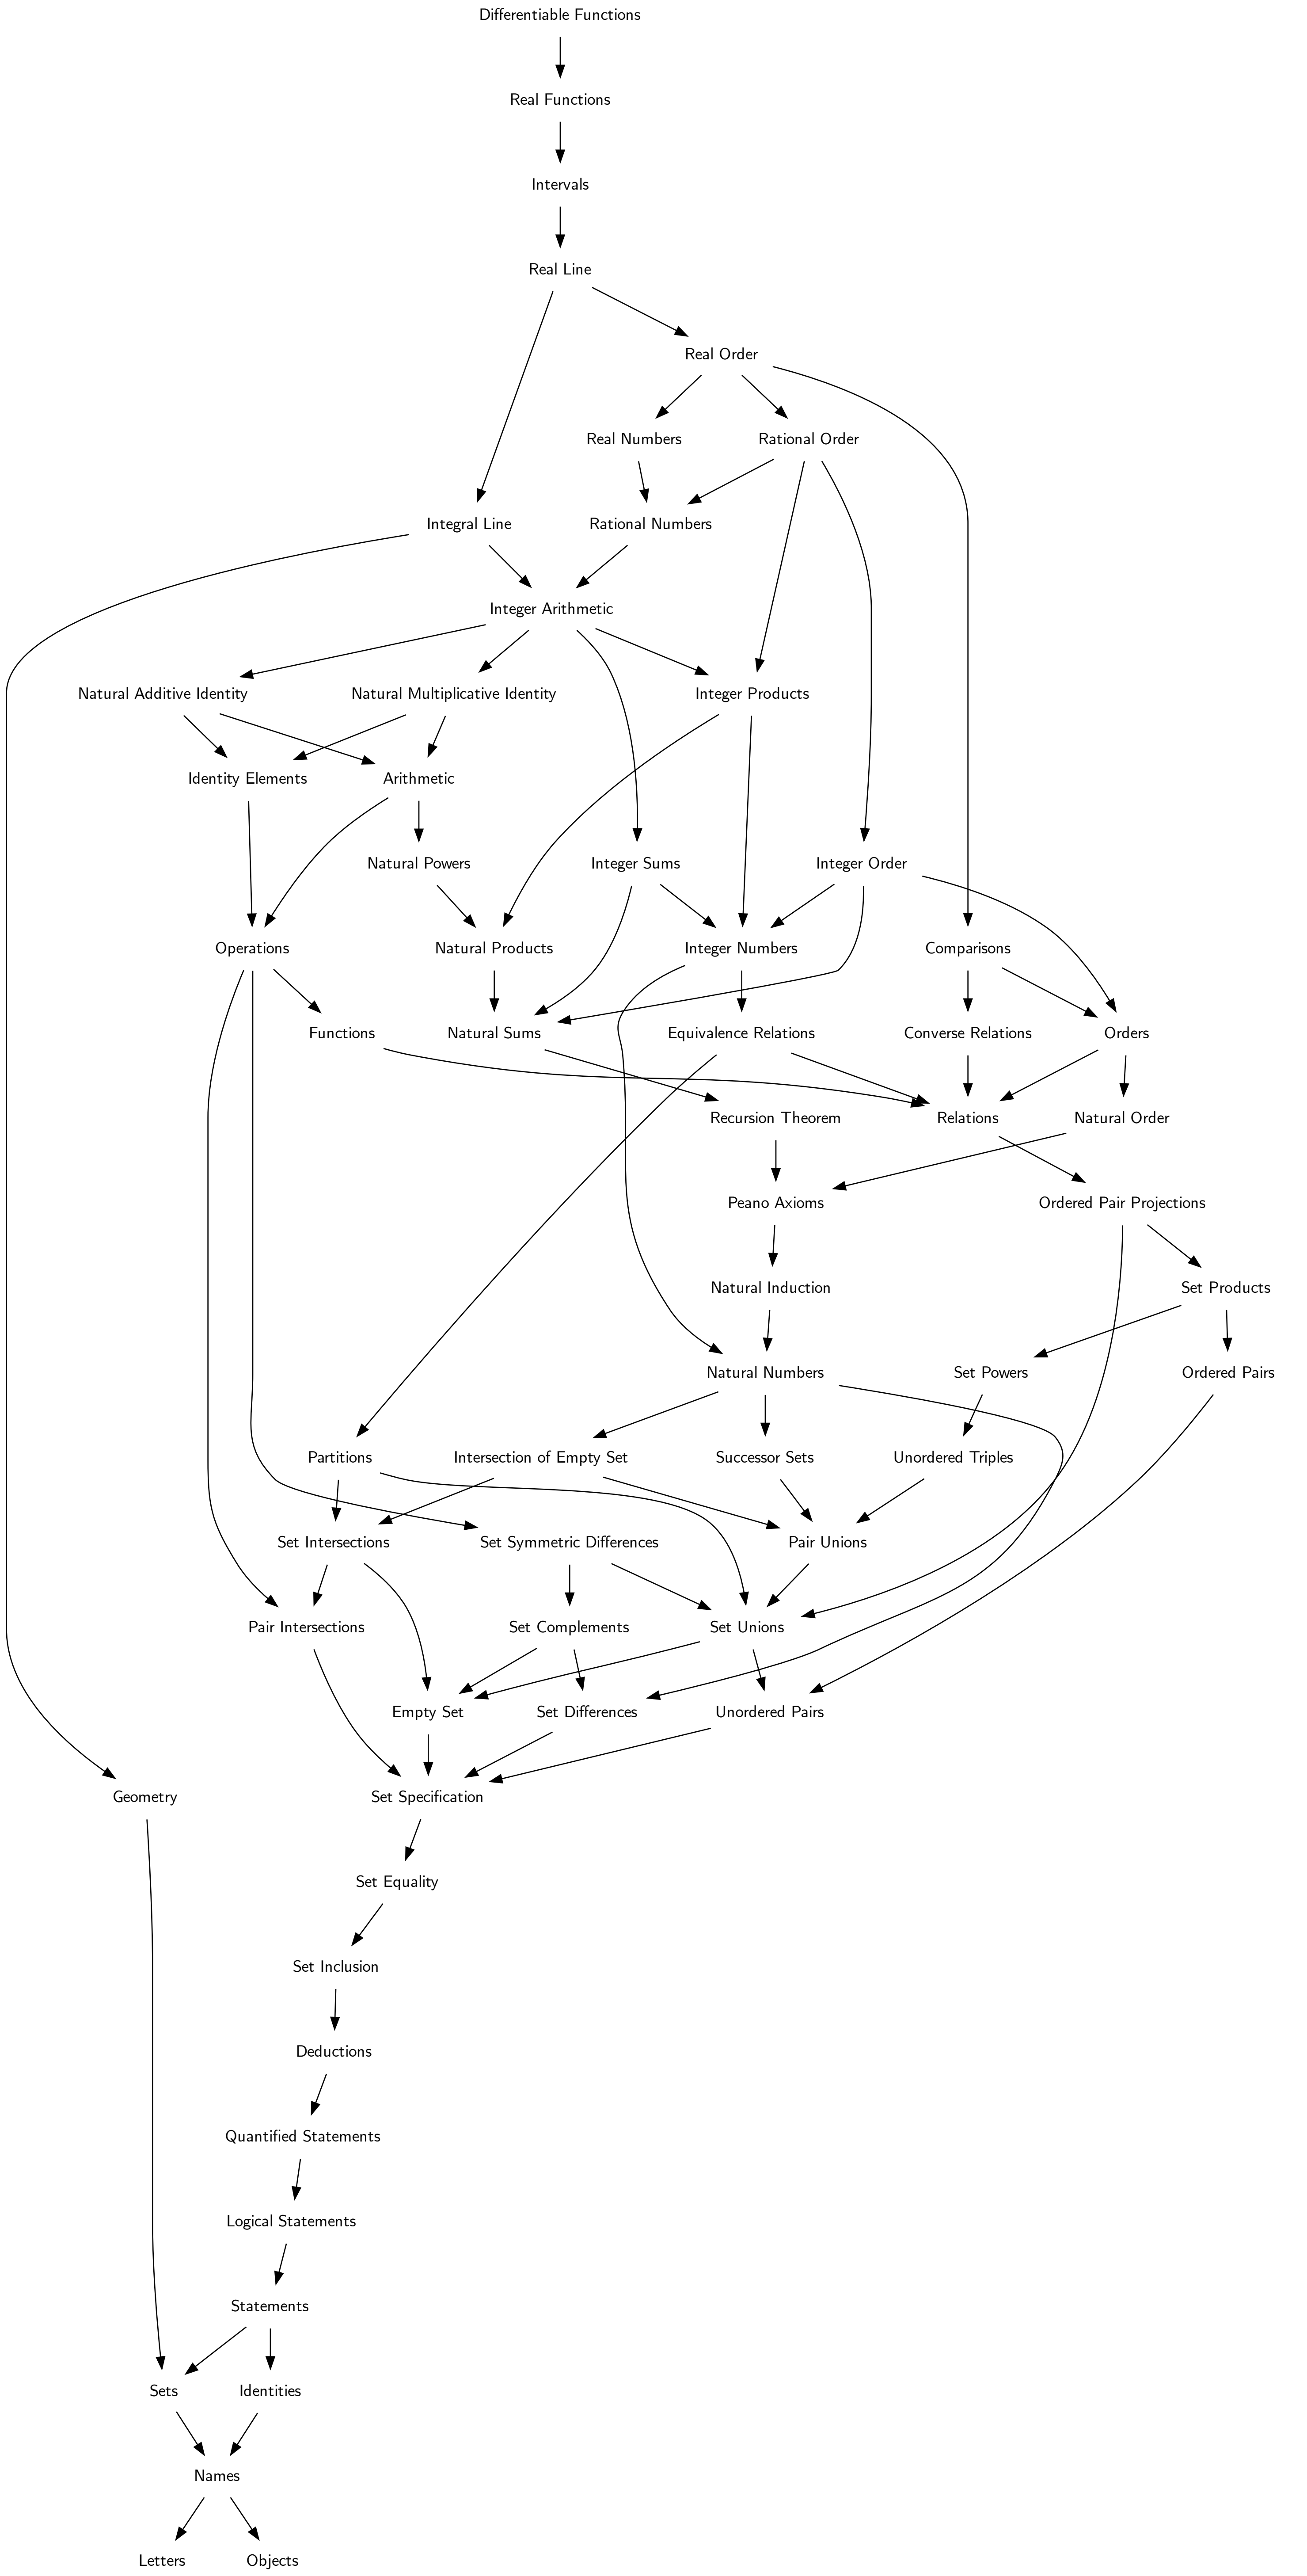 Differentiable Functions
Real Functions
Intervals
Real Line
Real Order
Real Numbers
Rational Order
Integral Line
Rational Numbers
Integer Arithmetic
Natural Additive Identity
Natural Multiplicative Identity
Integer Products
Identity Elements
Arithmetic
Natural Powers
Integer Sums
Integer Order
Operations
Natural Products
Integer Numbers
Comparisons
Functions
Natural Sums
Equivalence Relations
Converse Relations
Orders
Recursion Theorem
Relations
Natural Order
Peano Axioms
Ordered Pair Projections
Natural Induction
Set Products
Natural Numbers
Set Powers
Ordered Pairs
Partitions
Intersection of Empty Set
Successor Sets
Unordered Triples
Set Intersections
Set Symmetric Differences
Pair Unions
Pair Intersections
Set Complements
Set Unions
Empty Set
Set Differences
Unordered Pairs
Geometry
Set Specification
Set Equality
Set Inclusion
Deductions
Quantified Statements
Logical Statements
Statements
Sets
Identities
Names
Letters
Objects